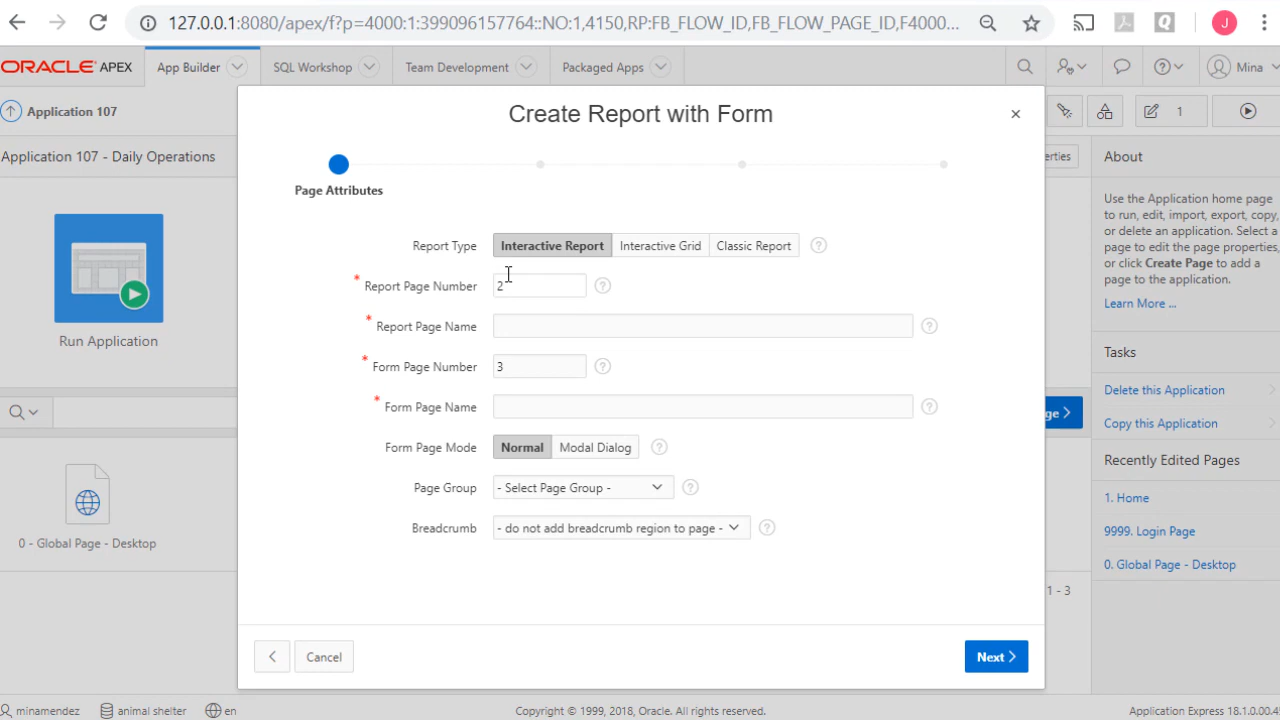 127.0.0.1:8080/apex/f?p=4000:1:399096157764::NO:1,4150,RP:FB_FLOW_ID,FB_FLOW_PAGE_ID,F4000...
J
ORACLE APEX
App Builder
SQL Workshop
Team Development
Packaged Apps
Mina
Application 107
1
Application 107 - Daily Operations
Run Application
0 - Global Page - Desktop
Create Report with Form
Page Attributes
Report Type
Interactive Report
Interactive Grid
Classic Report
* Report Page Number
2
* Report Page Name
* Form Page Number
3
* Form Page Name
Form Page Mode
Normal
Modal Dialog
Page Group
- Select Page Group -
Breadcrumb
- do not add breadcrumb region to page -
Cancel
Next
erties
ge
1 - 3
About
Use the Application home page
to run, edit, import, export, copy,
or delete an application. Select a
page to edit the page properties,
or click Create Page to add a
page to the application.
Learn More ...
Tasks
Delete this Application
Copy this Application
Recently Edited Pages
1. Home
9999. Login Page
0. Global Page - Desktop
minamendez
animal shelter
en
Copyright © 1999, 2018, Oracle. All rights reserved.
Application Express 18.1.0.00.45